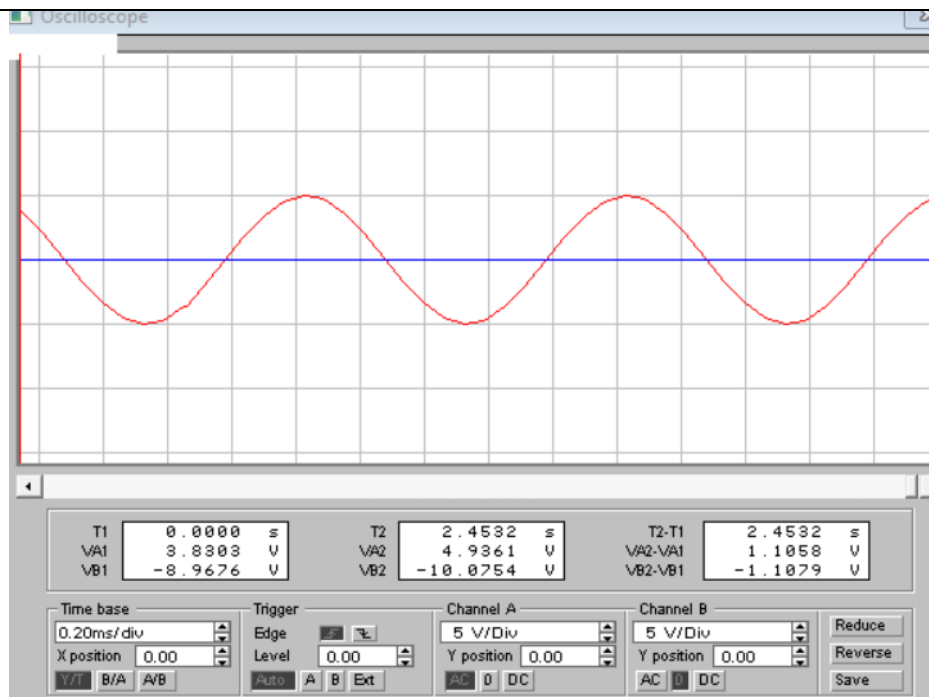 Oscilloscope
T1 0.0000 s T2 2.4532 s T2-T1 2.4532 s
VA1 3.8303 V VA2 4.9361 V VA2-VA1 1.1058 V
VB1 -8.9676 V VB2 -10.0754 V VB2-VB1 -1.1079 V
Time base Trigger Channel A Channel B
0.20ms/div Edge 5 V/Div 5 V/Div Reduce
X position 0.00 Level 0.00 Y position 0.00 Y position 0.00 Reverse
Y/T B/A A/B Auto A B Ext AC 0 DC AC 0 DC Save